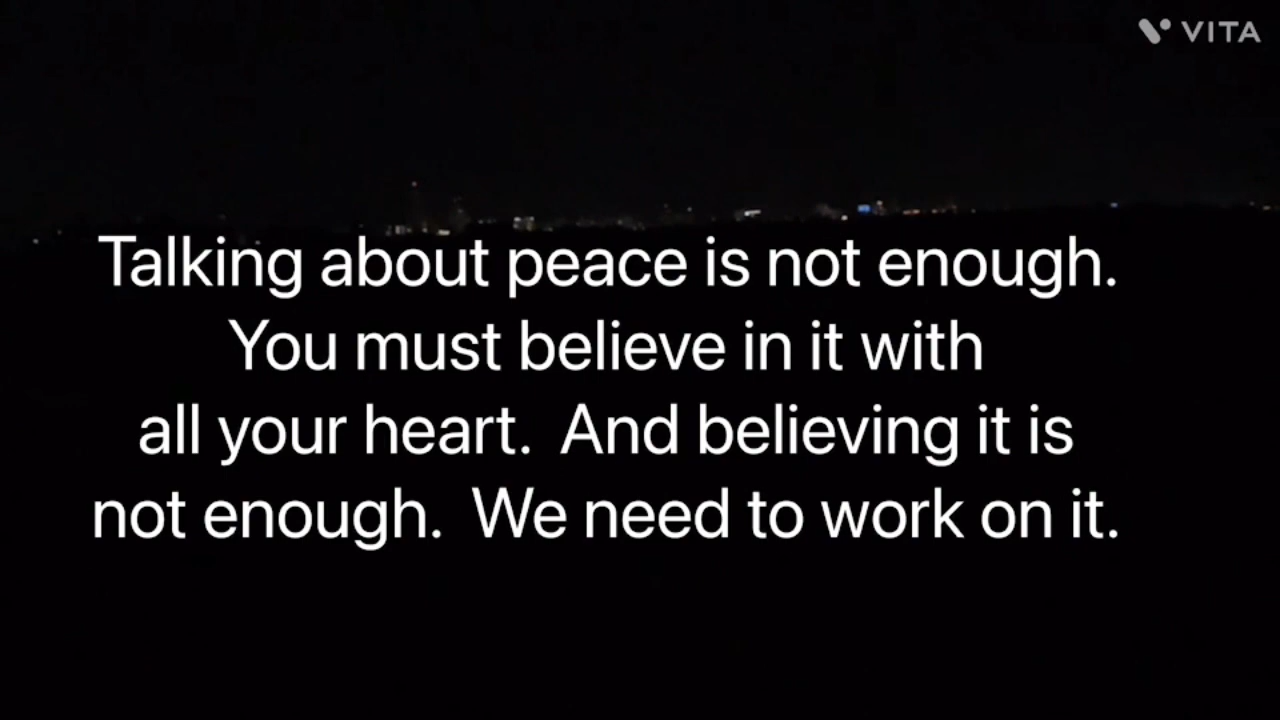 VITA
Talking about peace is not enough.
You must believe in it with
all your heart.  And believing it is
not enough.  We need to work on it.